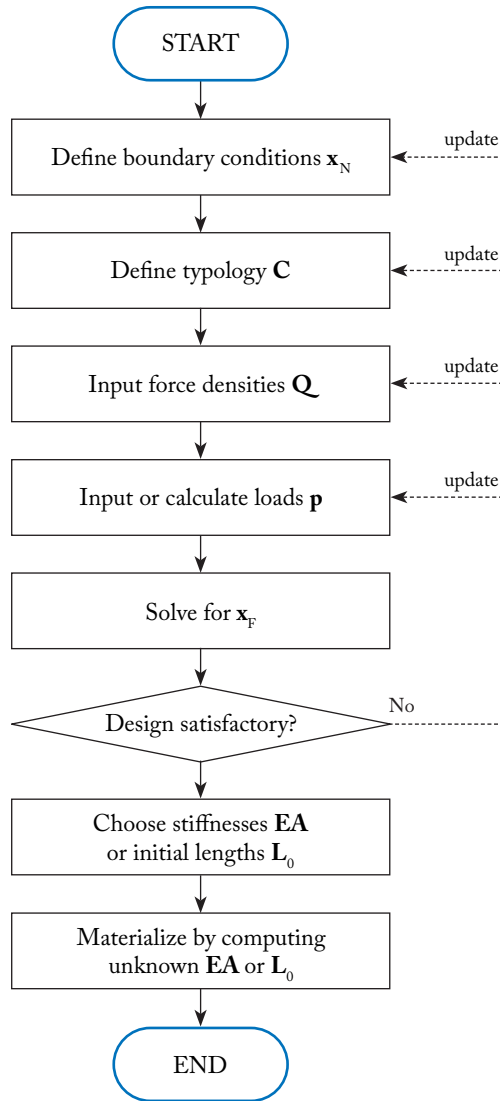 START
Define boundary conditions x_N
update
Define typology C
update
Input force densities Q
update
Input or calculate loads p
update
Solve for x_F
Design satisfactory?
No
Choose stiffnesses EA
or initial lengths L_0
Materialize by computing
unknown EA or L_0
END